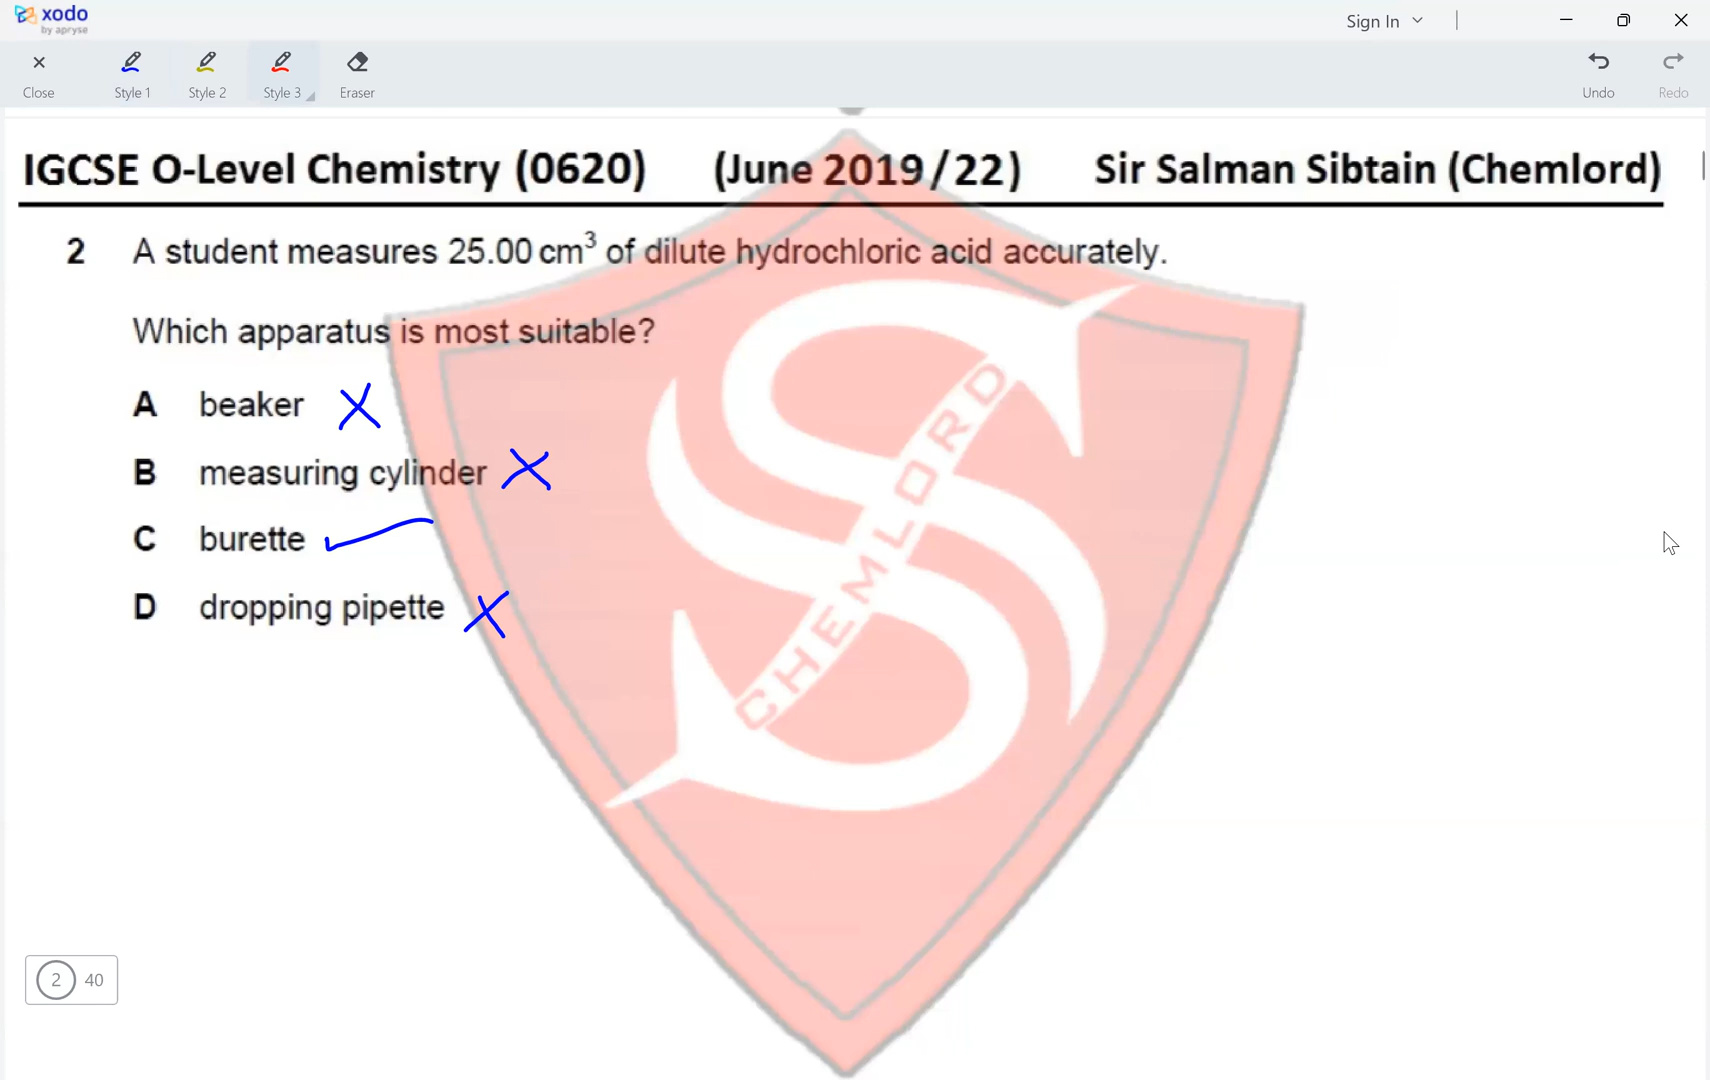 xodo
by apryse
Sign In
Close
Style 1
Style 2
Style 3
Eraser
Undo
Redo
IGCSE O-Level Chemistry (0620) (June 2019/22) Sir Salman Sibtain (Chemlord)
2 A student measures 25.00 cm³ of dilute hydrochloric acid accurately.
Which apparatus is most suitable?
A beaker
B measuring cylinder
C burette
D dropping pipette
CHEMLORD
2 40